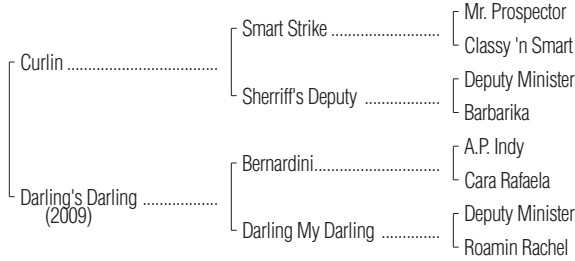 Mr. Prospector
Smart Strike ......................
Classy 'n Smart
Curlin ..............................
Deputy Minister
Sherriff's Deputy ...............
Barbarika
A.P. Indy
Bernardini.........................
Cara Rafaela
Darling's Darling ...............
(2009)
Deputy Minister
Darling My Darling ............
Roamin Rachel